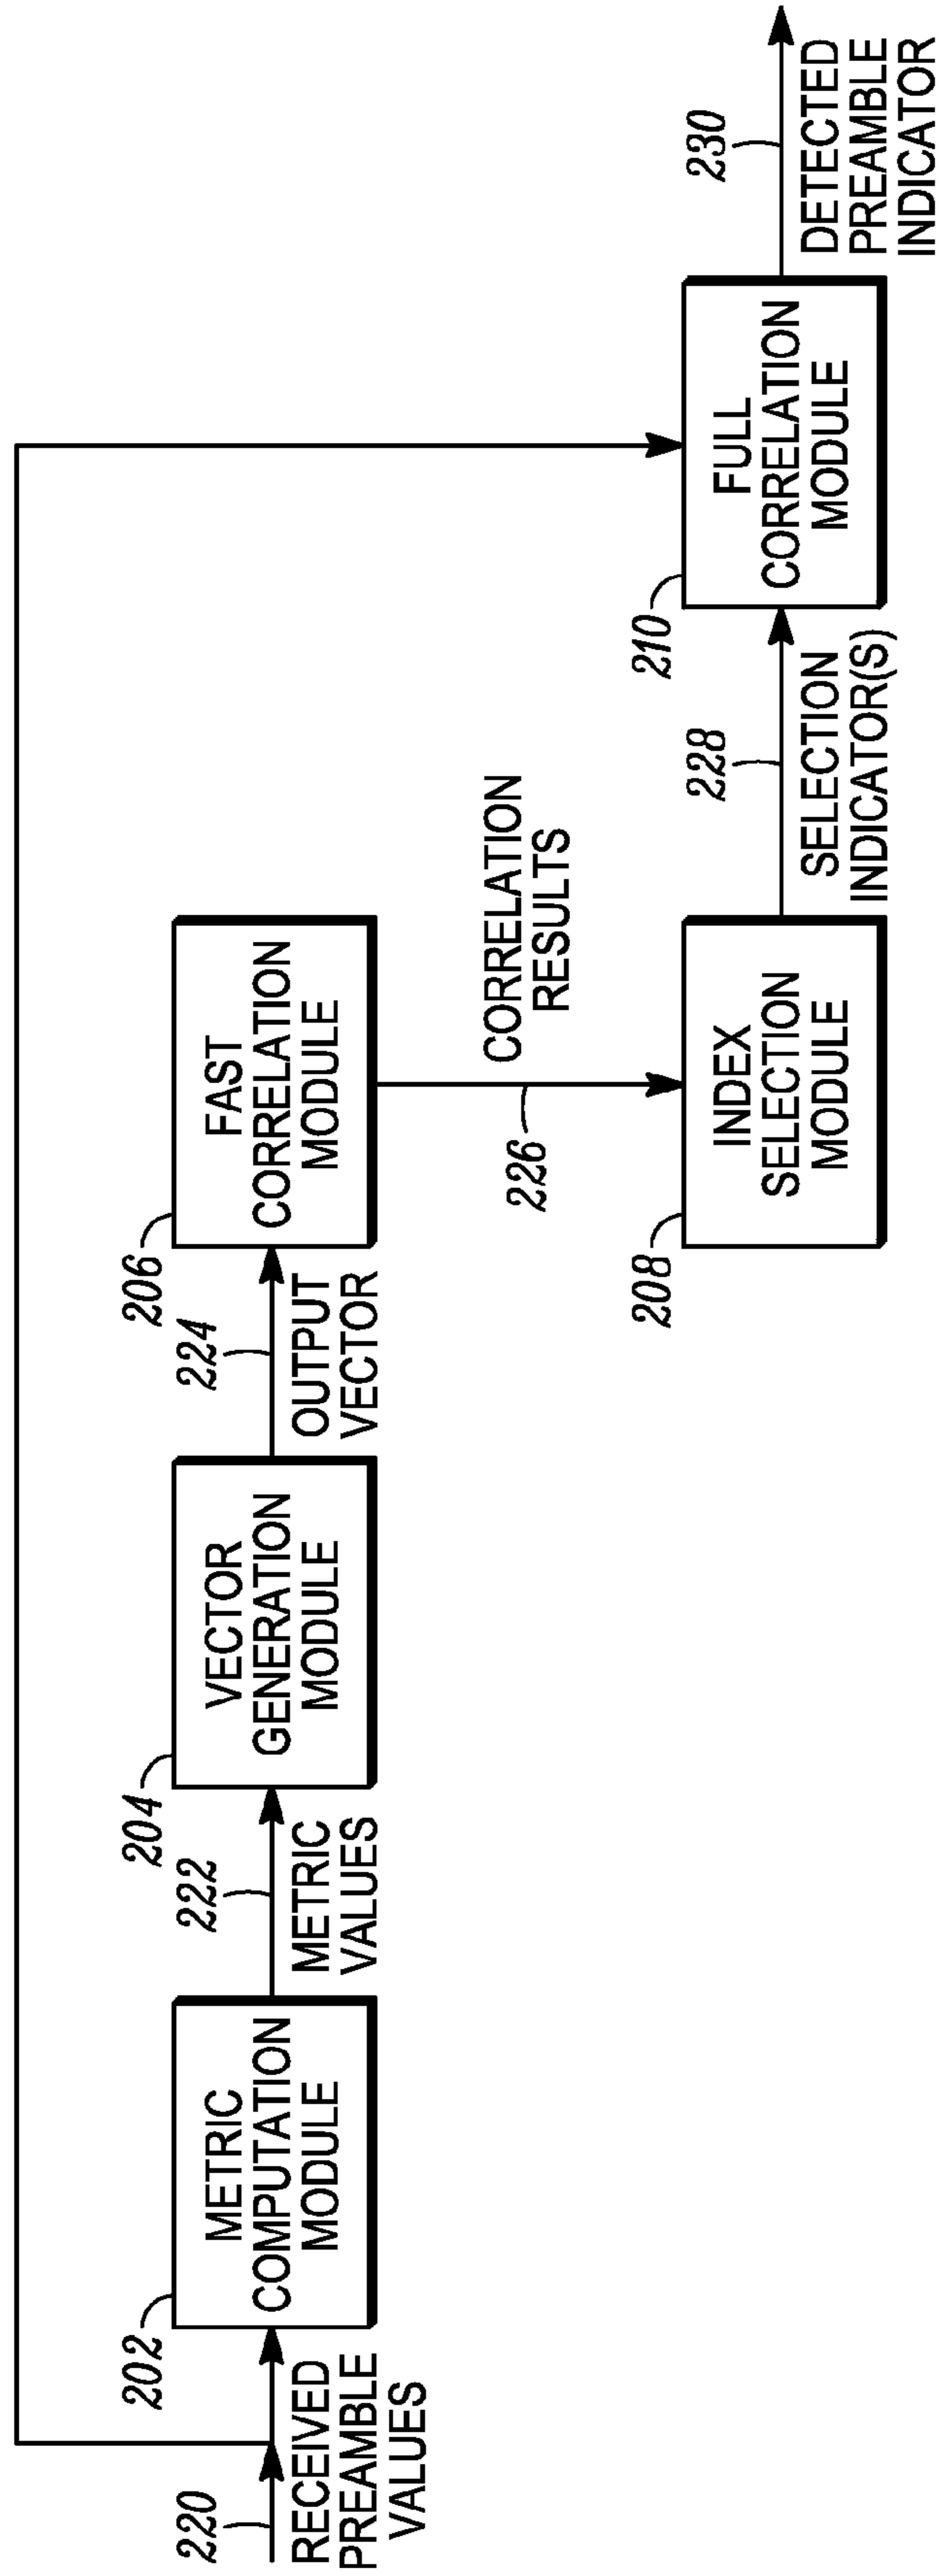 220
RECEIVED
PREAMBLE
VALUES
202
METRIC
COMPUTATION
MODULE
222
METRIC
VALUES
204
VECTOR
GENERATION
MODULE
224
OUTPUT
VECTOR
206
FAST
CORRELATION
MODULE
226
CORRELATION
RESULTS
208
INDEX
SELECTION
MODULE
228
SELECTION
INDICATOR(S)
210
FULL
CORRELATION
MODULE
230
DETECTED
PREAMBLE
INDICATOR